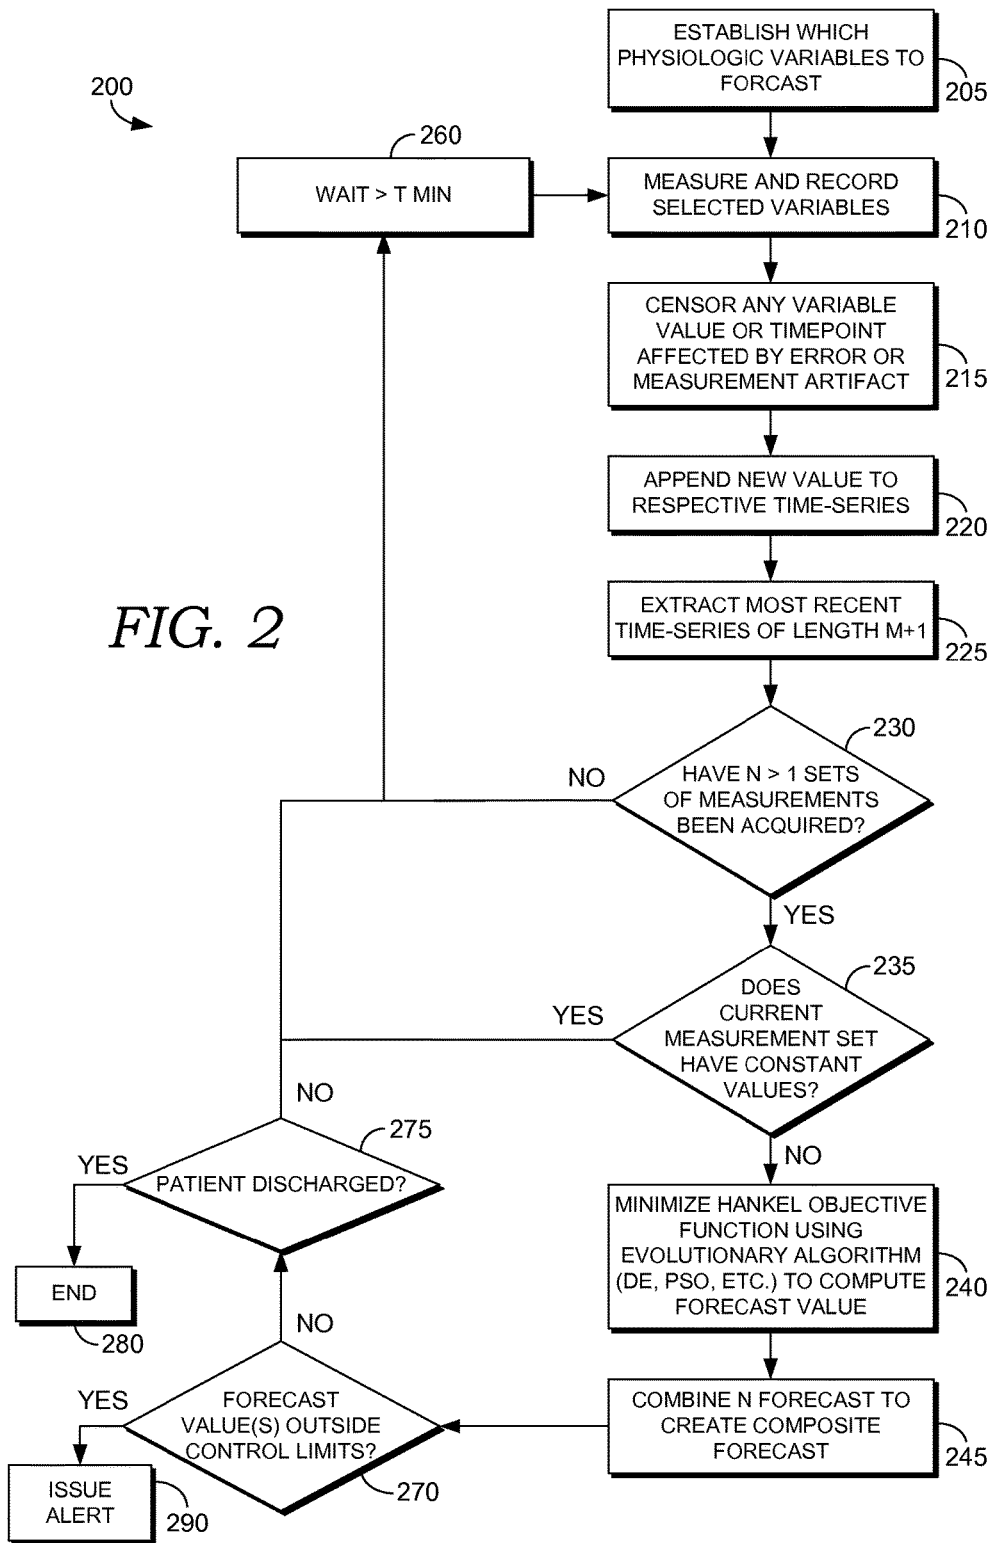 ESTABLISH WHICH
PHYSIOLOGIC VARIABLES TO
FORCAST
205
200
260
WAIT > T MIN
MEASURE AND RECORD
SELECTED VARIABLES
210
CENSOR ANY VARIABLE
VALUE OR TIMEPOINT
AFFECTED BY ERROR OR
MEASUREMENT ARTIFACT
215
APPEND NEW VALUE TO
RESPECTIVE TIME-SERIES
220
FIG. 2
EXTRACT MOST RECENT
TIME-SERIES OF LENGTH M+1
225
230
NO
HAVE N > 1 SETS
OF MEASUREMENTS
BEEN ACQUIRED?
YES
235
YES
DOES
CURRENT
MEASUREMENT SET
HAVE CONSTANT
VALUES?
NO
NO
275
YES
PATIENT DISCHARGED?
END
280
MINIMIZE HANKEL OBJECTIVE
FUNCTION USING
EVOLUTIONARY ALGORITHM
(DE, PSO, ETC.) TO COMPUTE
FORECAST VALUE
240
NO
YES
FORECAST
VALUE(S) OUTSIDE
CONTROL LIMITS?
270
COMBINE N FORECAST TO
CREATE COMPOSITE
FORECAST
245
ISSUE
ALERT
290